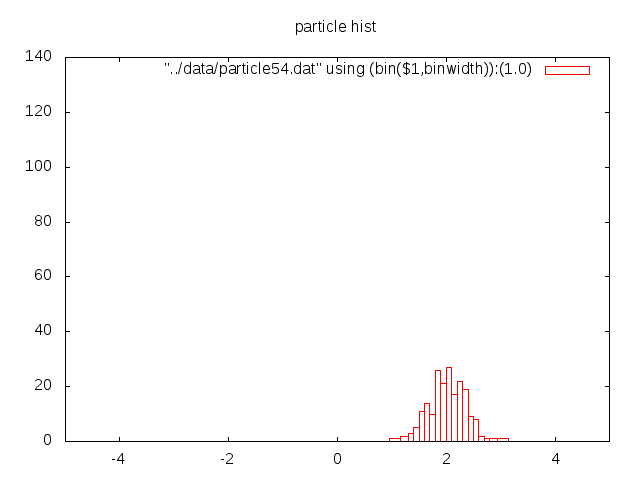 particle hist
"../data/particle54.dat" using (bin($1,binwidth)):(1.0)
140
120
100
80
60
40
20
0
-4 -2 0 2 4